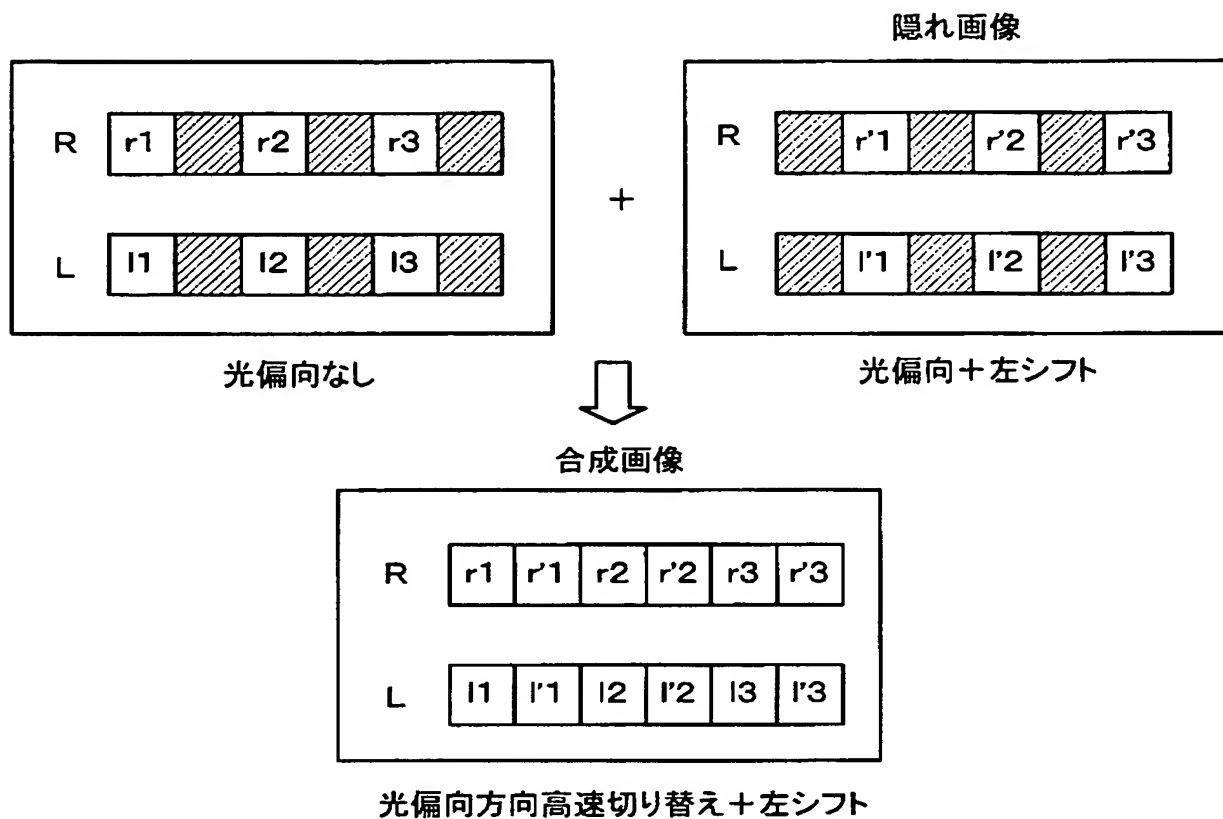 隠れ画像
R r1 r2 r3
L l1 l2 l3
光偏向なし
+
R r'1 r'2 r'3
L l'1 l'2 l'3
光偏向+左シフト
合成画像
R r1 r'1 r2 r'2 r3 r'3
L l1 l'1 l2 l'2 l3 l'3
光偏向方向高速切り替え+左シフト